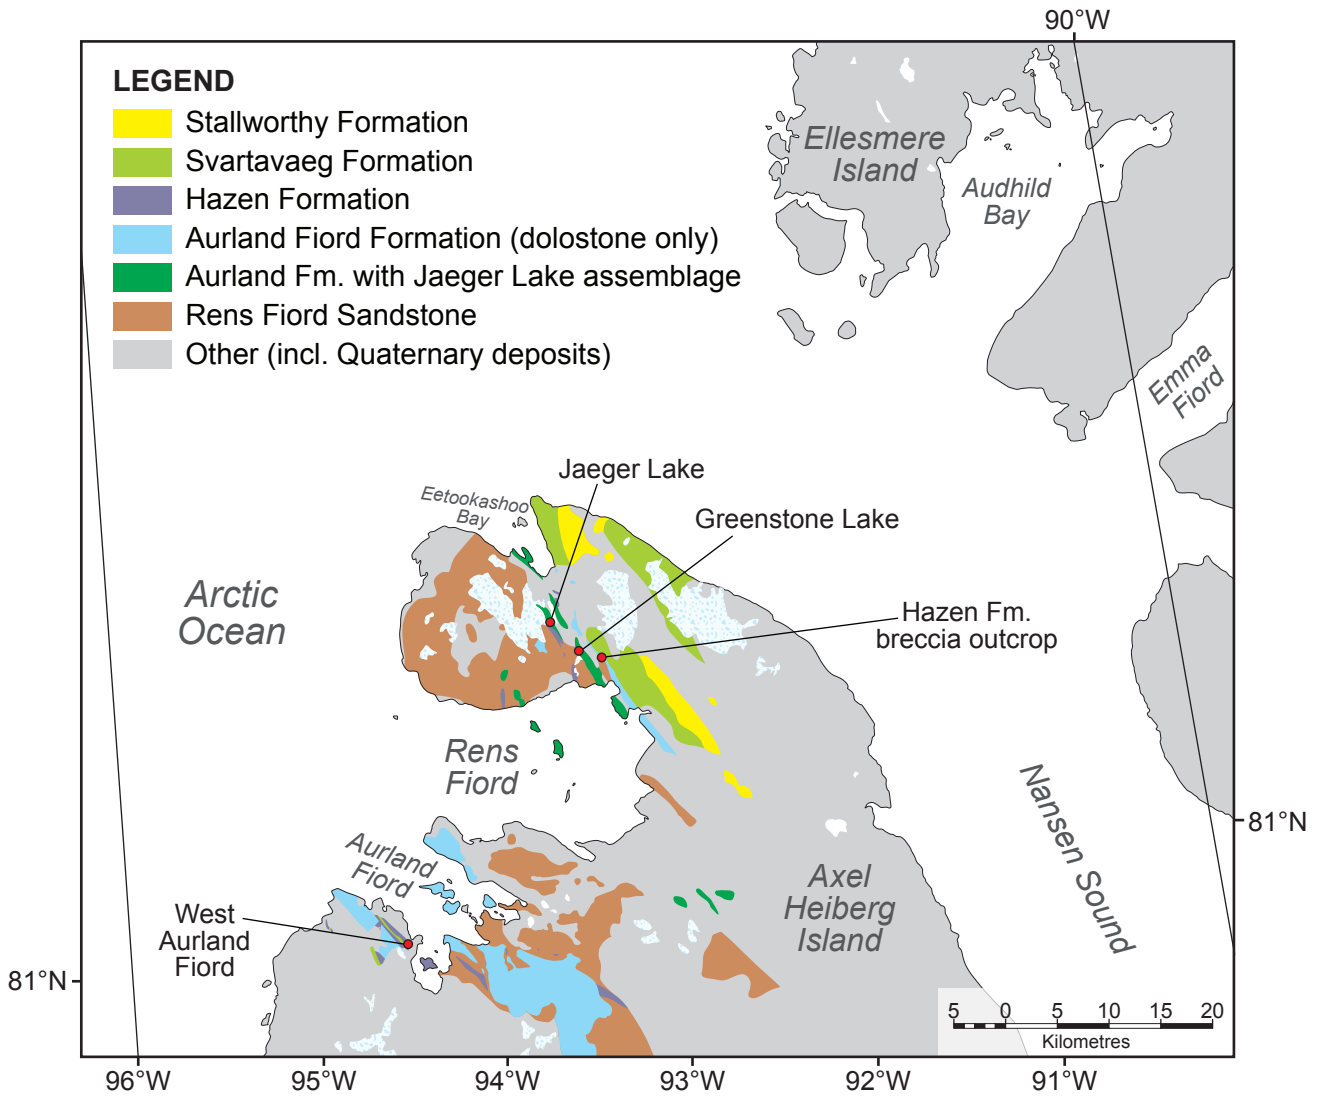 90°W
LEGEND
Stallworthy Formation
Svartavaeg Formation
Hazen Formation
Aurland Fiord Formation (dolostone only)
Aurland Fm. with Jaeger Lake assemblage
Rens Fiord Sandstone
Other (incl. Quaternary deposits)
Ellesmere
Island
Audhild
Bay
Emma
Fiord
Jaeger Lake
Eetookashoo
Bay
Greenstone Lake
Arctic
Ocean
Hazen Fm.
breccia outcrop
Rens
Fiord
Nansen Sound
81°N
Aurland
Fiord
Axel
Heiberg
Island
West
Aurland
Fiord
81°N
5 0 5 10 15 20
Kilometres
96°W 95°W 94°W 93°W 92°W 91°W